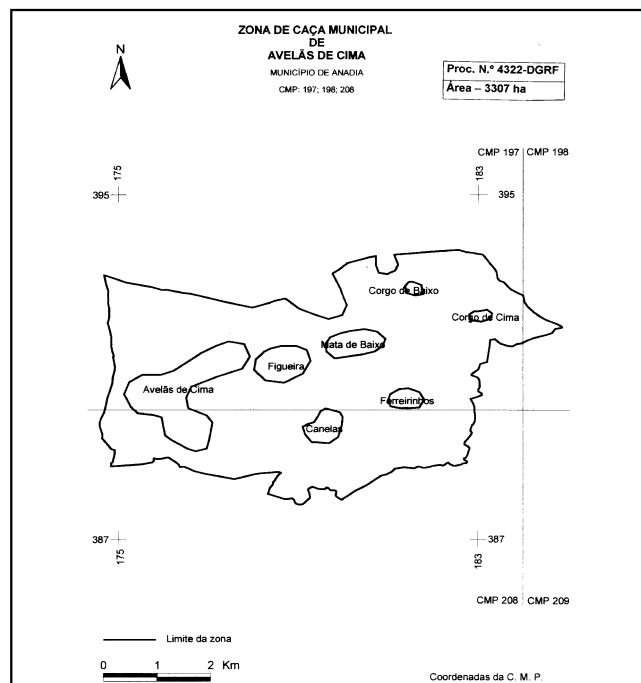 ZONA DE CAÇA MUNICIPAL
DE
AVELÃS DE CIMA
MUNICÍPIO DE ANADIA
CMP: 197; 198; 208
N
Proc. N.º 4322-DGRF
Área – 3307 ha
CMP 197 CMP 198
175
183
395
395
Corgo de Baixo
Corgo de Cima
Mata de Baixo
Figueira
Avelãs de Cima
Ferreirinhos
Canelas
387
387
175
183
CMP 208 CMP 209
Limite da zona
0 1 2 Km
Coordenadas da C. M. P.